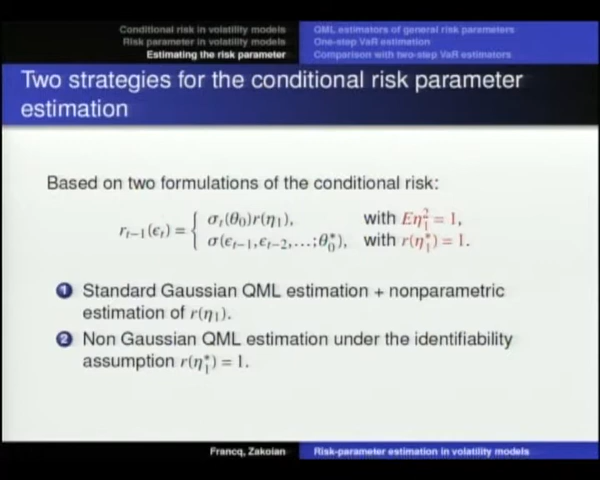 Conditional risk in volatility models
Risk parameter in volatility models
Estimating the risk parameter
QML estimators of general risk parameters
One-step VaR estimation
Comparison with two-step VaR estimators
Two strategies for the conditional risk parameter
estimation
Based on two formulations of the conditional risk:
r_{t−1}(ϵ_t) = { σ_t(θ_0)r(η_1), with Eη_1^2 = 1,
σ(ϵ_{t−1}, ϵ_{t−2}, …; θ_0^*), with r(η_1^*) = 1.
1 Standard Gaussian QML estimation + nonparametric
estimation of r(η_1).
2 Non Gaussian QML estimation under the identifiability
assumption r(η_1^*) = 1.
Francq, Zakoian Risk-parameter estimation in volatility models